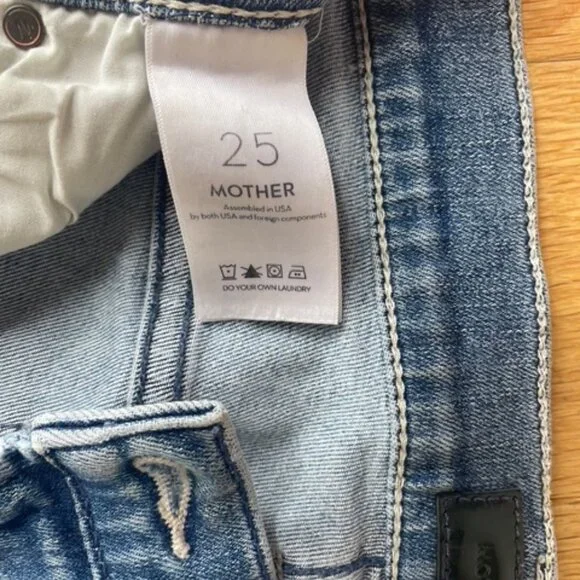 25
MOTHER
Assembled in USA
by both USA and foreign components
DO YOUR OWN LAUNDRY